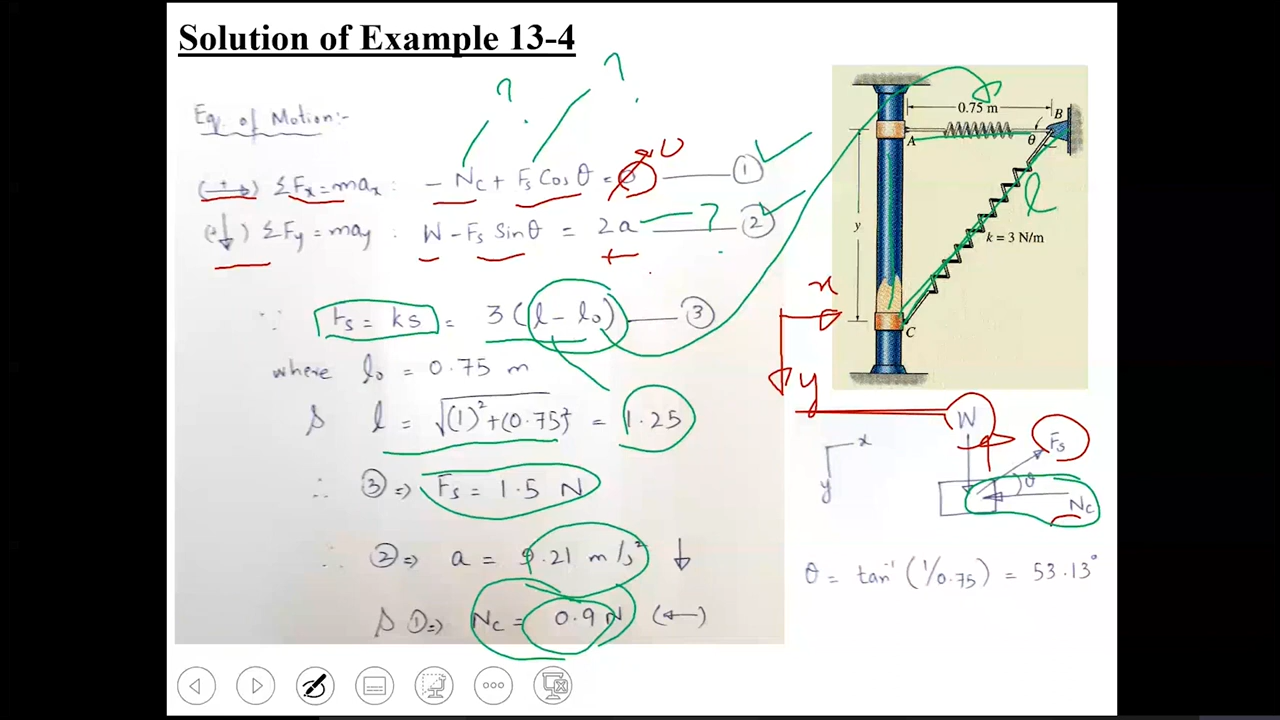 Solution of Example 13-4
Eq. of Motion:-
(+→) ΣFx = max : - Nc + Fs Cos θ = 0 —— ①
(+↓) ΣFy = may : W - Fs Sin θ = 2a —— ②
? ?
0
?
∵ Fs = ks = 3 (l - l₀) —— ③
where l₀ = 0.75 m
& l = √(1)² + (0.75)² = 1.25
∴ ③ ⇒ Fs = 1.5 N
∴ ② ⇒ a = 9.21 m/s² ↓
& ① ⇒ Nc = 0.9 N (←)
0.75 m
B
A
θ
l
y
k = 3 N/m
C
x
y
W
x
Fs
y
θ
Nc
θ = tan⁻¹ (1/0.75) = 53.13°